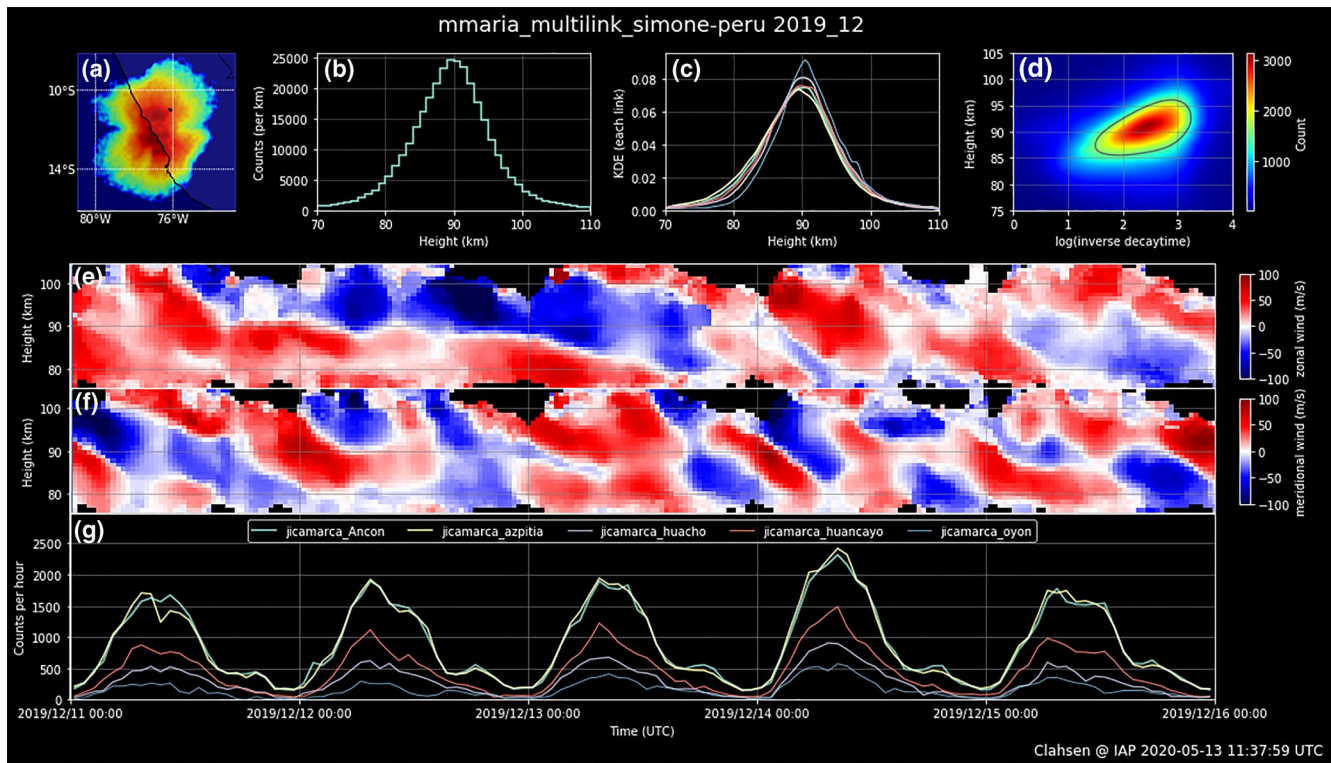 mmaria_multilink_simone-peru 2019_12
(a)
10°S
14°S
80°W 76°W
(b)
Counts (per km)
25000
20000
15000
10000
5000
0
70 80 90 100 110
Height (km)
(c)
KDE (each link)
0.08
0.06
0.04
0.02
0.00
70 80 90 100 110
Height (km)
(d)
Height (km)
105
100
95
90
85
80
75
0 1 2 3 4
log(inverse decaytime)
3000
2000
1000
Count
(e)
Height (km)
100
90
80
100
50
0
−50
−100
zonal wind (m/s)
(f)
Height (km)
100
90
80
100
50
0
−50
−100
meridional wind (m/s)
(g)
jicamarca_Ancon jicamarca_azpitia jicamarca_huacho jicamarca_huancayo jicamarca_oyon
Counts per hour
2500
2000
1500
1000
500
0
2019/12/11 00:00 2019/12/12 00:00 2019/12/13 00:00 2019/12/14 00:00 2019/12/15 00:00 2019/12/16 00:00
Time (UTC)
Clahsen @ IAP 2020-05-13 11:37:59 UTC